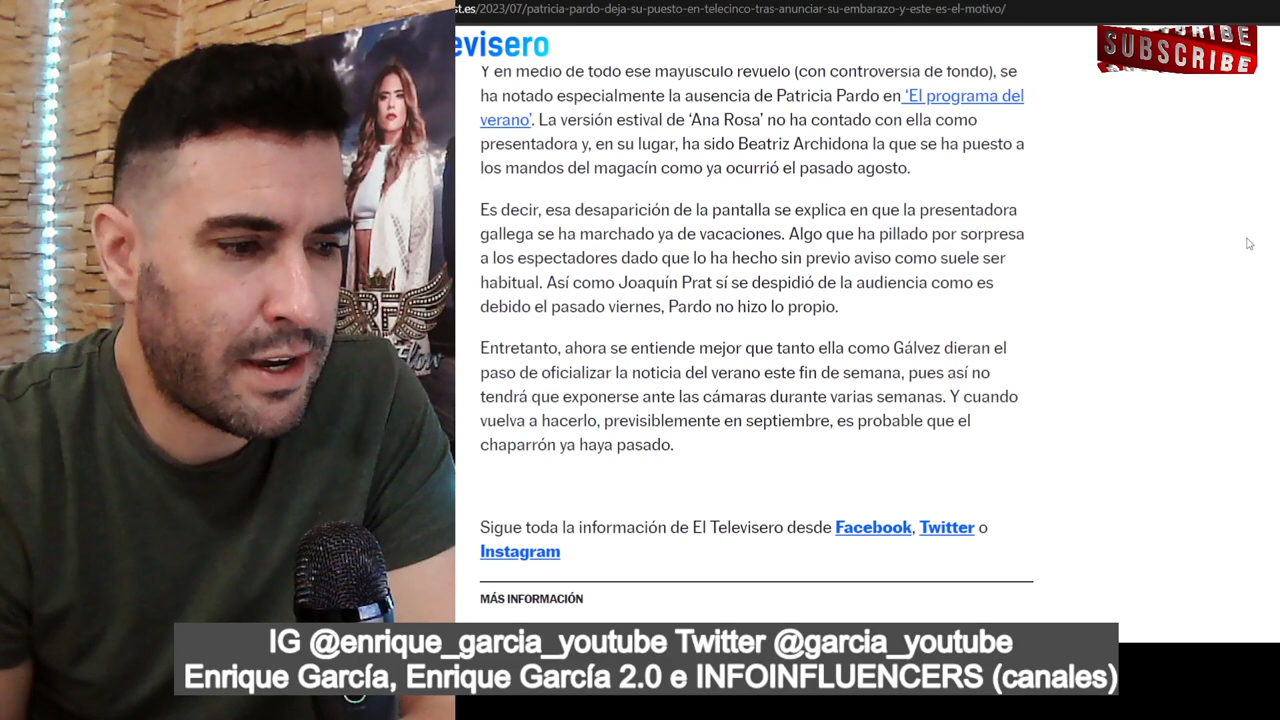 st.es/2023/07/patricia-pardo-deja-su-puesto-en-telecinco-tras-anunciar-su-embarazo-y-este-es-el-motivo/
evisero
SUBSCRIBE
Y en medio de todo ese mayúsculo revuelo (con controversia de fondo), se
ha notado especialmente la ausencia de Patricia Pardo en ‘El programa del
verano’. La versión estival de ‘Ana Rosa’ no ha contado con ella como
presentadora y, en su lugar, ha sido Beatriz Archidona la que se ha puesto a
los mandos del magacín como ya ocurrió el pasado agosto.
Es decir, esa desaparición de la pantalla se explica en que la presentadora
gallega se ha marchado ya de vacaciones. Algo que ha pillado por sorpresa
a los espectadores dado que lo ha hecho sin previo aviso como suele ser
habitual. Así como Joaquín Prat sí se despidió de la audiencia como es
debido el pasado viernes, Pardo no hizo lo propio.
Entretanto, ahora se entiende mejor que tanto ella como Gálvez dieran el
paso de oficializar la noticia del verano este fin de semana, pues así no
tendrá que exponerse ante las cámaras durante varias semanas. Y cuando
vuelva a hacerlo, previsiblemente en septiembre, es probable que el
chaparrón ya haya pasado.
Sigue toda la información de El Televisero desde Facebook, Twitter o
Instagram
MÁS INFORMACIÓN
IG @enrique_garcia_youtube Twitter @garcia_youtube
Enrique García, Enrique García 2.0 e INFOINFLUENCERS (canales)